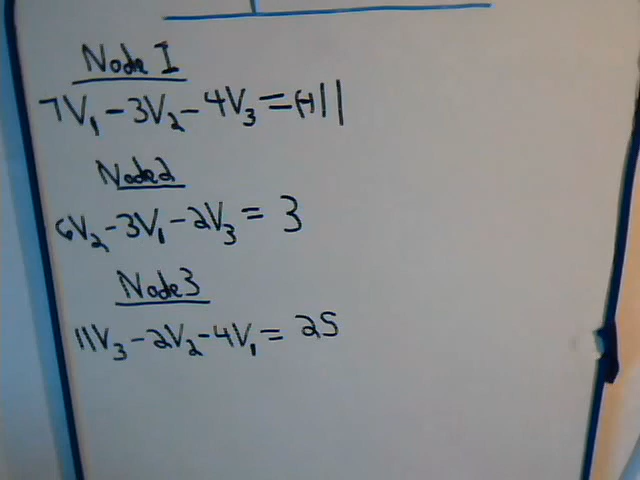 Node 1
7V₁ - 3V₂ - 4V₃ = (-)11
Node 2
6V₂ - 3V₁ - 2V₃ = 3
Node 3
11V₃ - 2V₂ - 4V₁ = 25